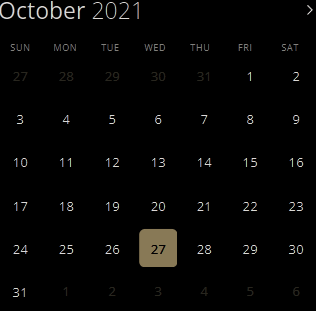 October 2021
SUN MON TUE WED THU FRI SAT
27 28 29 30 31 1 2
3 4 5 6 7 8 9
10 11 12 13 14 15 16
17 18 19 20 21 22 23
24 25 26 27 28 29 30
31 1 2 3 4 5 6